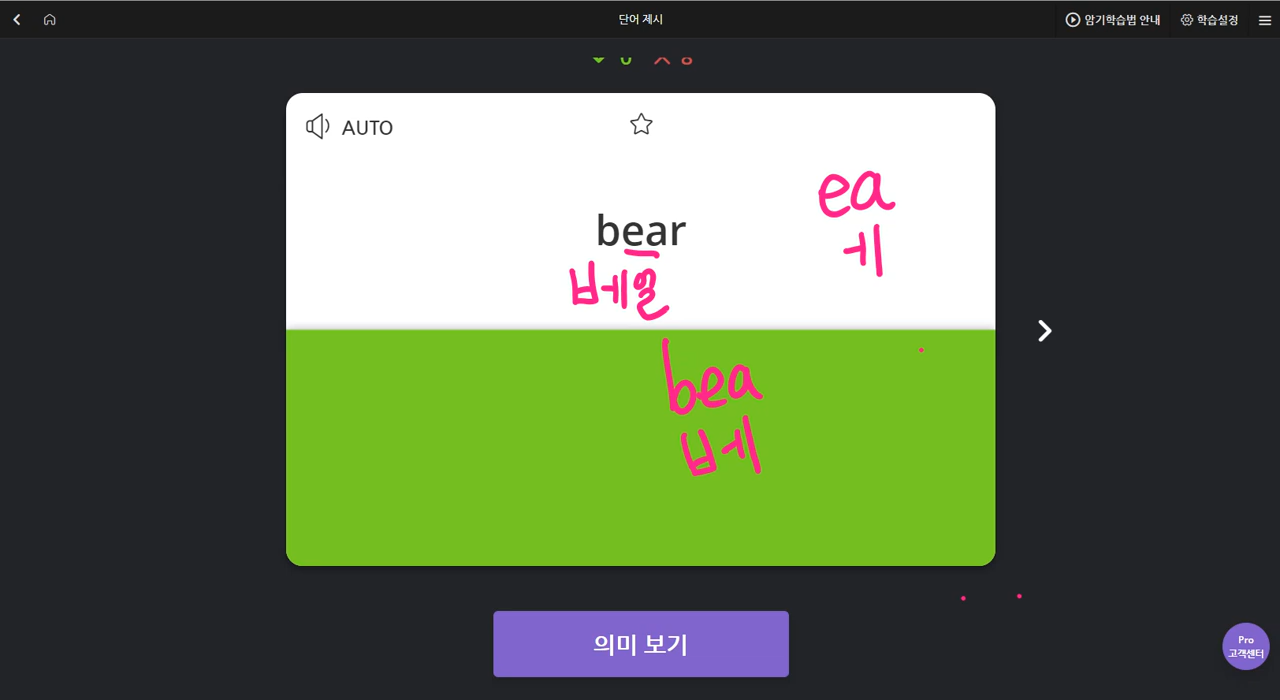 단어 제시
암기학습법 안내
학습설정
AUTO
bear
ea
ㅔ
베얼
bea
베
의미 보기
Pro
고객센터